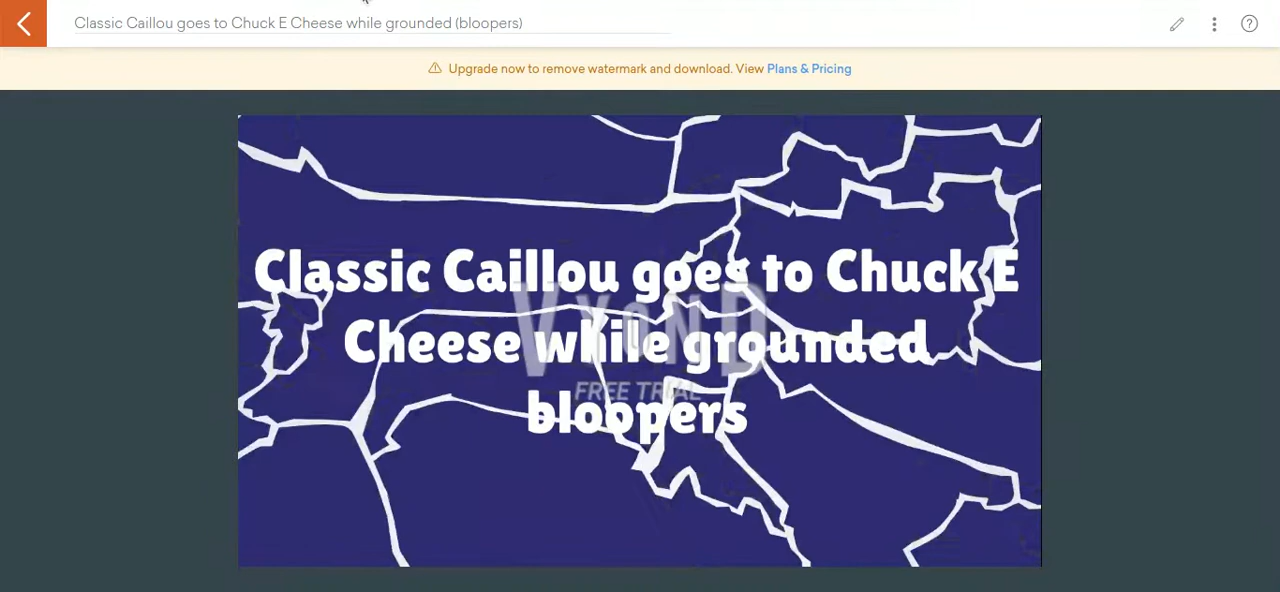 Classic Caillou goes to Chuck E Cheese while grounded (bloopers)
Upgrade now to remove watermark and download. View Plans & Pricing
Classic Caillou goes to Chuck E
Cheese while grounded
bloopers
VYOND
FREE TRIAL